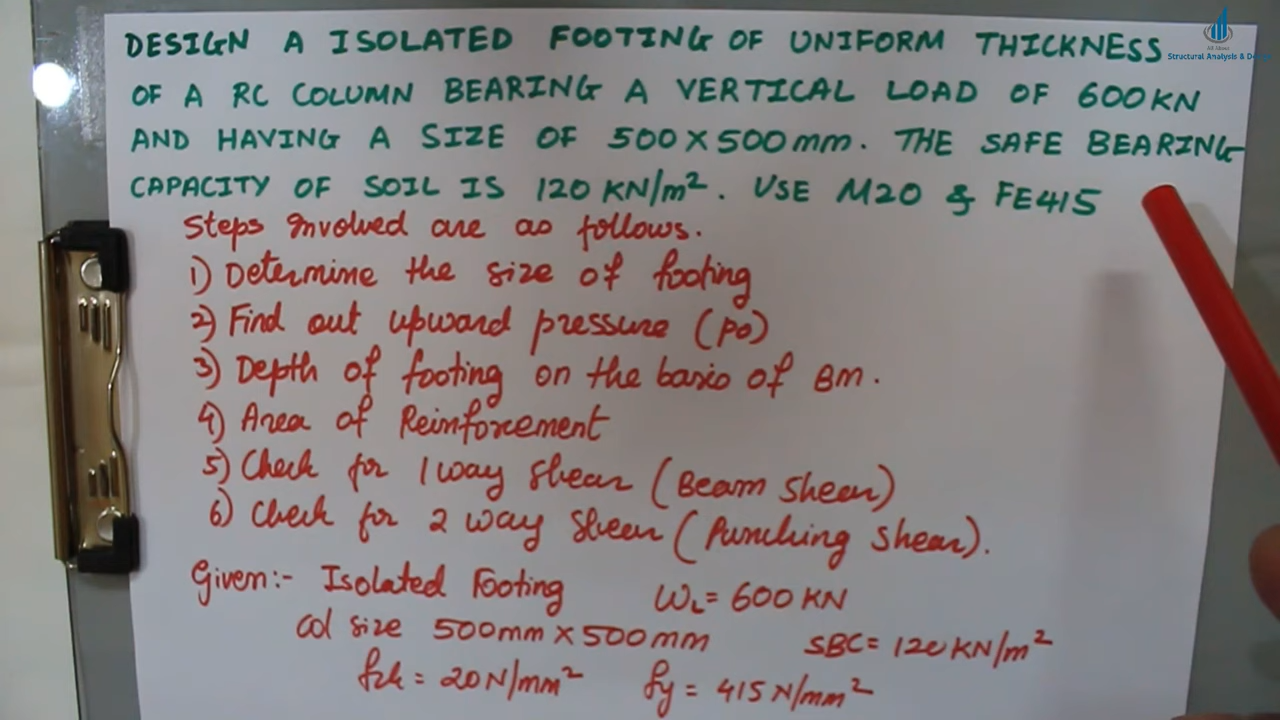 DESIGN A ISOLATED FOOTING OF UNIFORM THICKNESS
OF A RC COLUMN BEARING A VERTICAL LOAD OF 600KN
AND HAVING A SIZE OF 500X500mm. THE SAFE BEARING
CAPACITY OF SOIL IS 120 KN/m². USE M20 & FE415
Steps involved are as follows.
1) Determine the size of footing
2) Find out upward pressure (po)
3) Depth of footing on the basis of BM.
4) Area of Reinforcement
5) Check for 1 way shear (Beam shear)
6) Check for 2 way shear (Punching shear).
Given:- Isolated Footing WL = 600 KN
col size 500mm X 500mm SBC = 120 KN/m²
fck = 20 N/mm² fy = 415 N/mm²
Structural Analysis & De